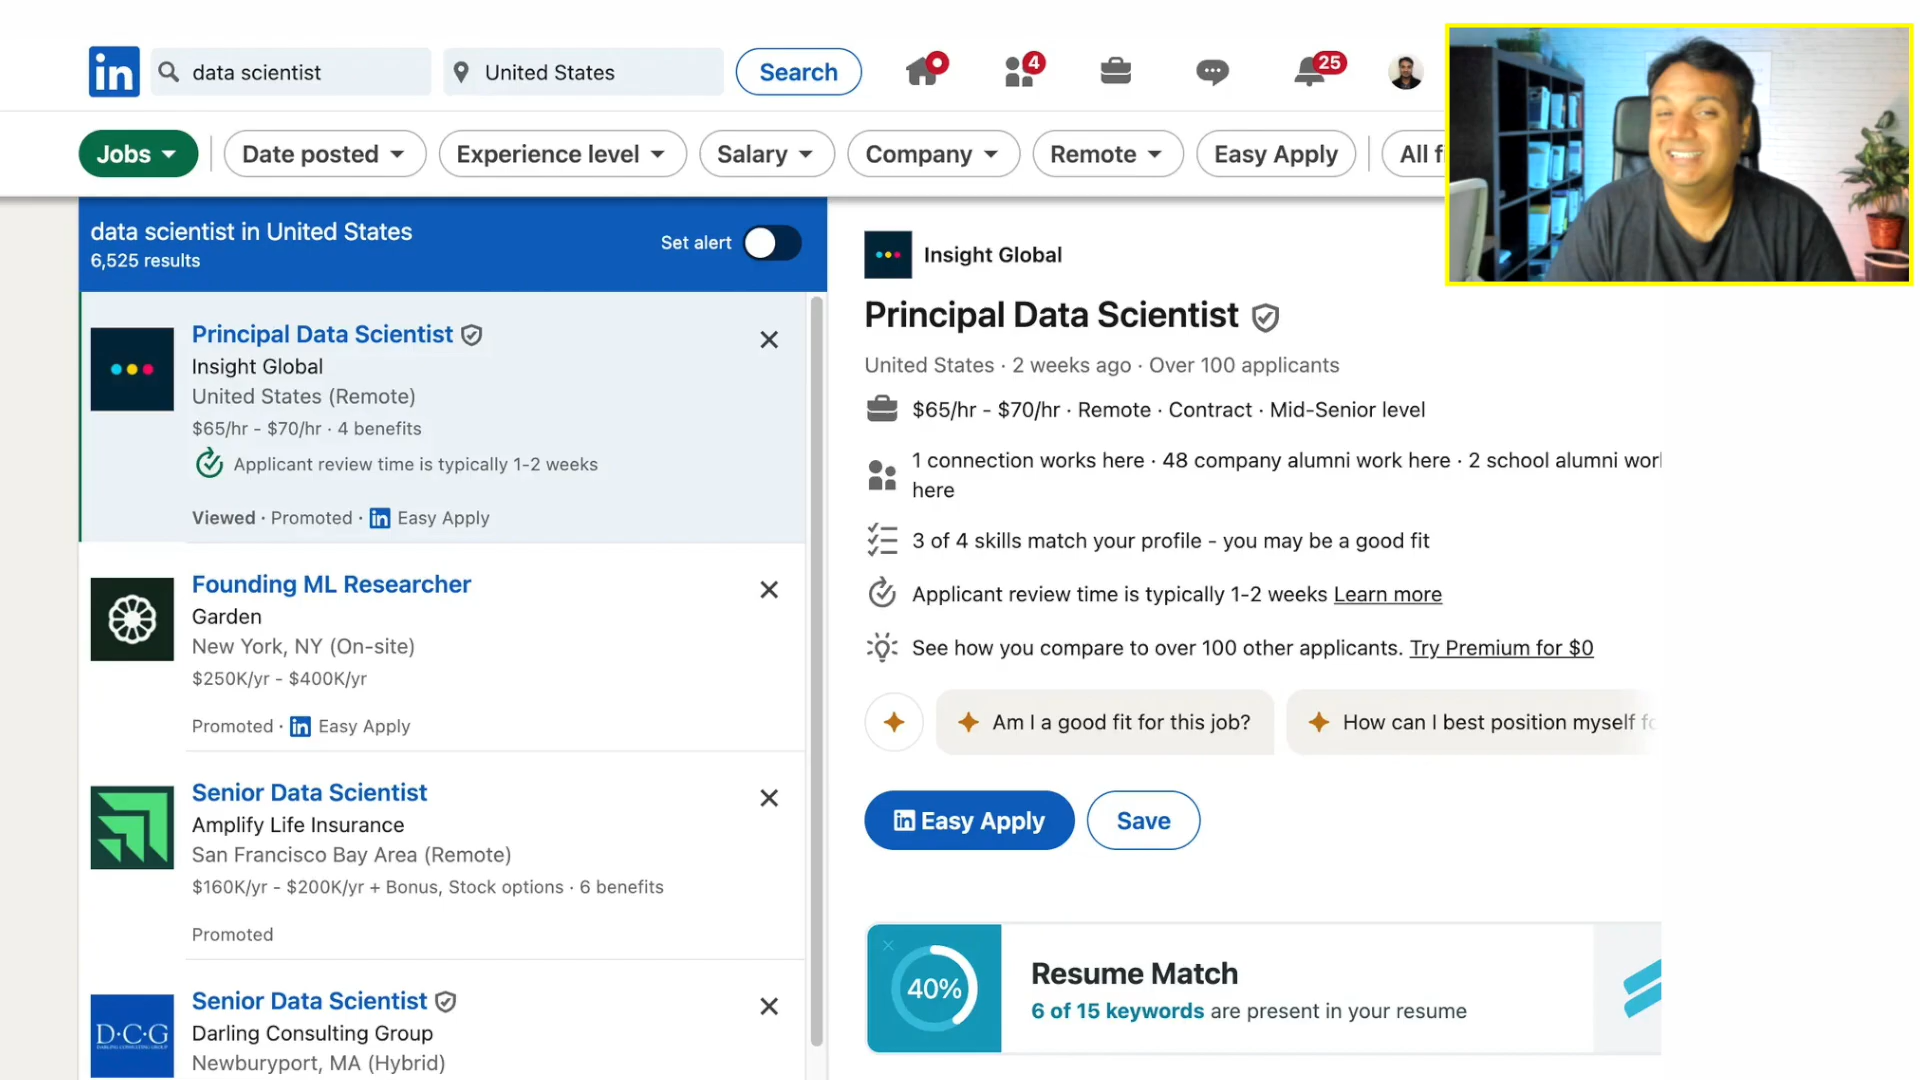 in
data scientist
United States
Search
4
25
Jobs
Date posted
Experience level
Salary
Company
Remote
Easy Apply
All fi
data scientist in United States
6,525 results
Set alert
Principal Data Scientist
Insight Global
United States (Remote)
$65/hr - $70/hr · 4 benefits
Applicant review time is typically 1-2 weeks
Viewed · Promoted · in Easy Apply
Founding ML Researcher
Garden
New York, NY (On-site)
$250K/yr - $400K/yr
Promoted · in Easy Apply
Senior Data Scientist
Amplify Life Insurance
San Francisco Bay Area (Remote)
$160K/yr - $200K/yr + Bonus, Stock options · 6 benefits
Promoted
D·C·G
DARLING CONSULTING GROUP
Senior Data Scientist
Darling Consulting Group
Newburyport, MA (Hybrid)
Insight Global
Principal Data Scientist
United States · 2 weeks ago · Over 100 applicants
$65/hr - $70/hr · Remote · Contract · Mid-Senior level
1 connection works here · 48 company alumni work here · 2 school alumni wor
here
3 of 4 skills match your profile - you may be a good fit
Applicant review time is typically 1-2 weeks Learn more
See how you compare to over 100 other applicants. Try Premium for $0
Am I a good fit for this job?
How can I best position myself fo
in Easy Apply
Save
40%
Resume Match
6 of 15 keywords are present in your resume